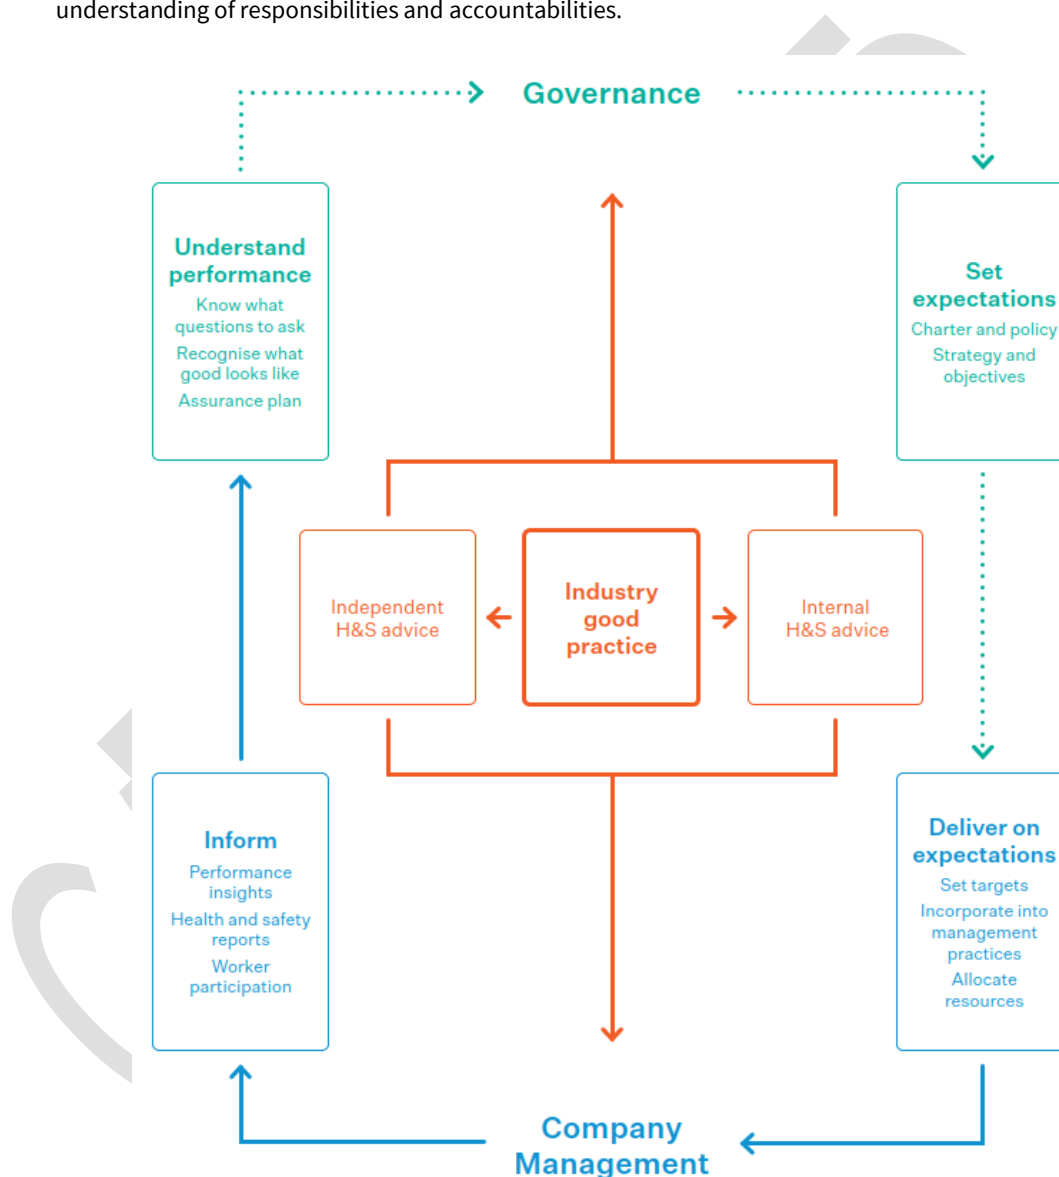 understanding of responsibilities and accountabilities.
Governance
Understand
performance
Know what
questions to ask
Recognise what
good looks like
Assurance plan
Set
expectations
Charter and policy
Strategy and
objectives
Independent
H&S advice
Industry
good
practice
Internal
H&S advice
Inform
Performance
insights
Health and safety
reports
Worker
participation
Deliver on
expectations
Set targets
Incorporate into
management
practices
Allocate
resources
Company
Management